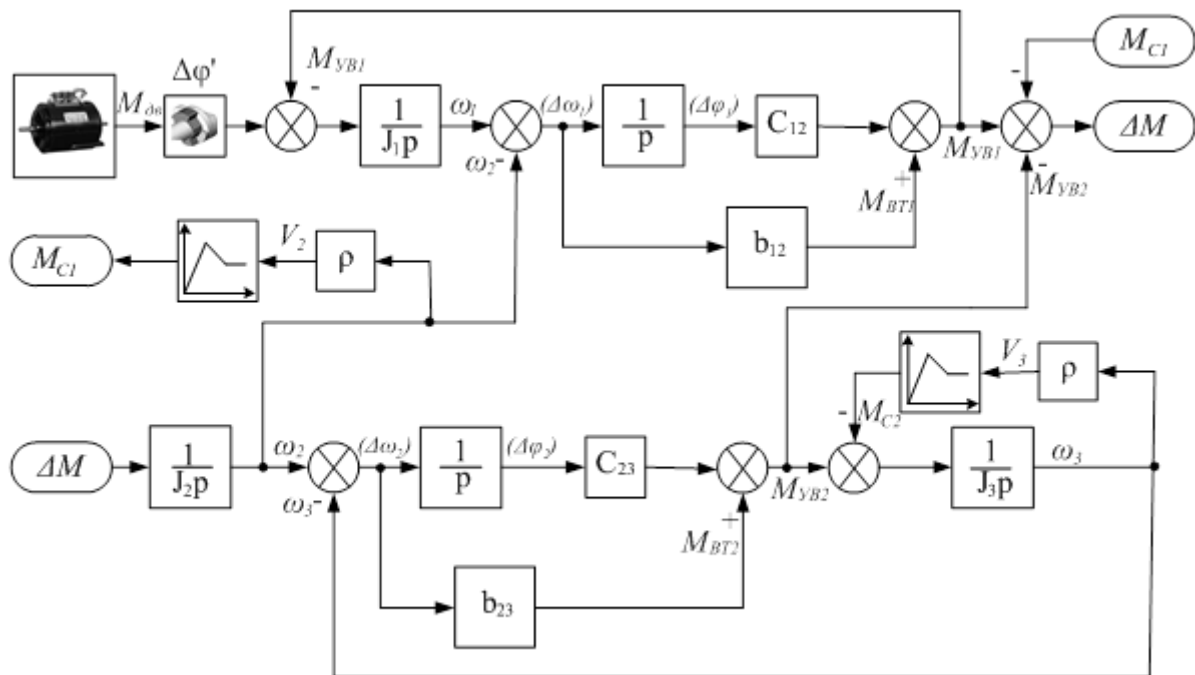 M_C1
Δφ'
M_УВ1
-
M_дв
1/J₁p
ω₁
ω₂-
(Δω₁)
1/p
(Δφ₁)
C₁₂
M_УВ1
ΔM
-
M_УВ2
+
M_ВТ1
b₁₂
M_C1
V₂
ρ
V₃
ρ
-
M_C2
ΔM
1/J₂p
ω₂
ω₃-
(Δω₂)
1/p
(Δφ₂)
C₂₃
M_УВ2
1/J₃p
ω₃
+
M_ВТ2
b₂₃